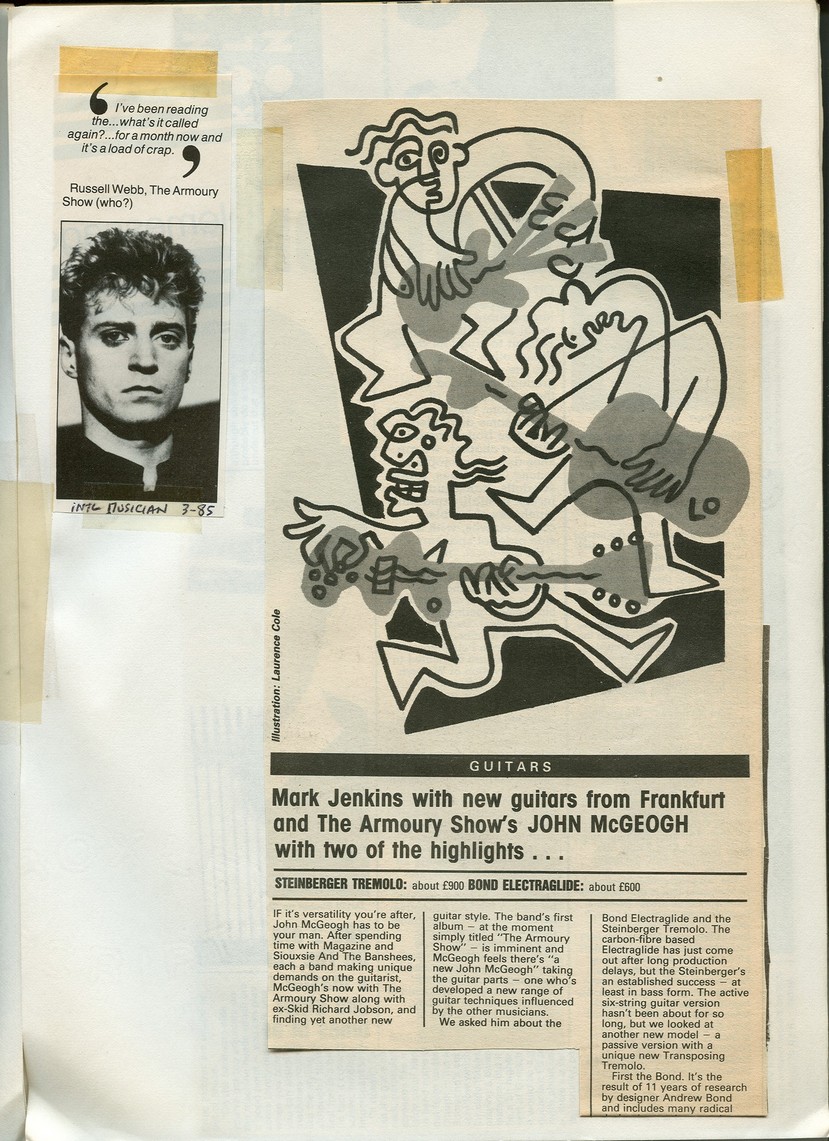 ‘ I've been reading
the...what's it called
again?...for a month now and
it's a load of crap. ’
Russell Webb, The Armoury
Show (who?)
INTL MUSICIAN 3-85
LO
Illustration: Laurence Cole
GUITARS
Mark Jenkins with new guitars from Frankfurt
and The Armoury Show's JOHN McGEOGH
with two of the highlights . . .
STEINBERGER TREMOLO: about £900 BOND ELECTRAGLIDE: about £600
IF it's versatility you're after,
John McGeogh has to be
your man. After spending
time with Magazine and
Siouxsie And The Banshees,
each a band making unique
demands on the guitarist,
McGeogh's now with The
Armoury Show along with
ex-Skid Richard Jobson, and
finding yet another new
guitar style. The band's first
album – at the moment
simply titled "The Armoury
Show" – is imminent and
McGeogh feels there's "a
new John McGeogh" taking
the guitar parts – one who's
developed a new range of
guitar techniques influenced
by the other musicians.
We asked him about the
Bond Electraglide and the
Steinberger Tremolo. The
carbon-fibre based
Electraglide has just come
out after long production
delays, but the Steinberger's
an established success – at
least in bass form. The active
six-string guitar version
hasn't been about for so
long, but we looked at
another new model – a
passive version with a
unique new Transposing
Tremolo.
First the Bond. It's the
result of 11 years of research
by designer Andrew Bond
and includes many radical